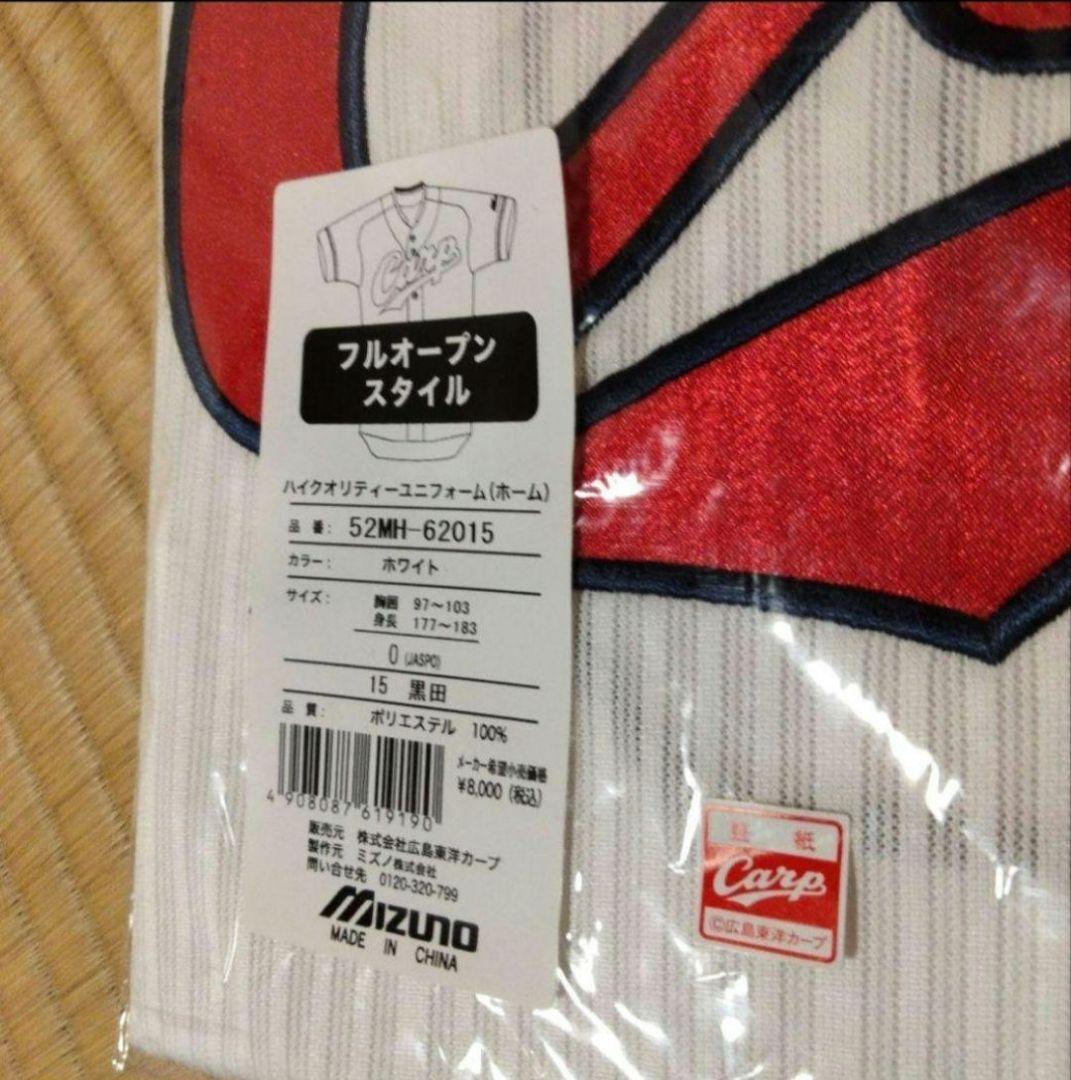 Carp
フルオープン
スタイル
ハイクオリティーユニフォーム(ホーム)
品番: 52MH-62015
カラー: ホワイト
サイズ: 胸囲 97~103
身長 177~183
O (JASPO)
15 黒田
品質: ポリエステル 100%
メーカー希望小売価格
¥8,000 (税込)
4 908087 619190
販売元 株式会社広島東洋カープ
製作元 ミズノ株式会社
問い合せ先 0120-320-799
MIZUNO
MADE IN CHINA
証紙
Carp
©広島東洋カープ